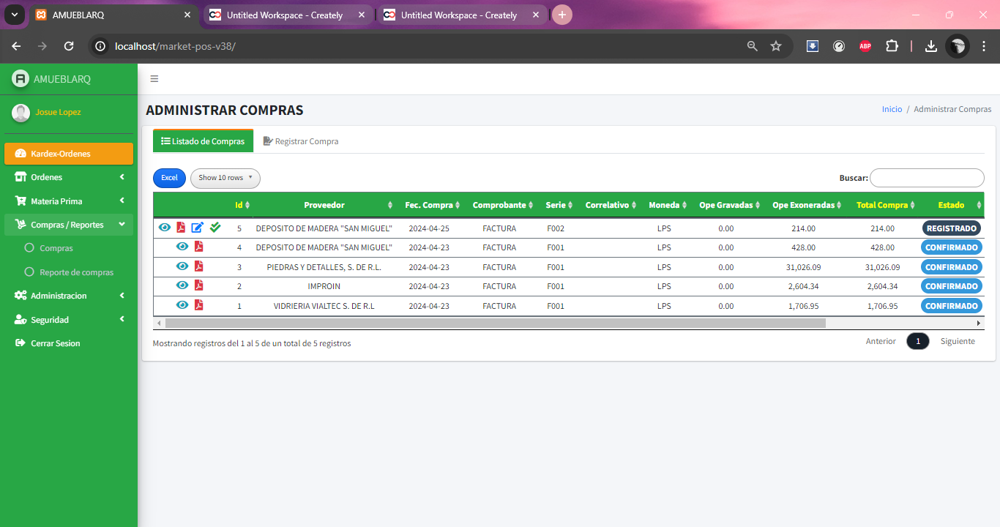 AMUEBLARQ
Untitled Workspace - Creately
Untitled Workspace - Creately
localhost/market-pos-v38/
ABP
AMUEBLARQ
Josue Lopez
Kardex-Ordenes
Ordenes
Materia Prima
Compras / Reportes
Compras
Reporte de compras
Administracion
Seguridad
Cerrar Sesion
ADMINISTRAR COMPRAS
Inicio / Administrar Compras
Listado de Compras Registrar Compra
Excel Show 10 rows Buscar:
Id Proveedor Fec. Compra Comprobante Serie Correlativo Moneda Ope Gravadas Ope Exoneradas Total Compra Estado
5 DEPOSITO DE MADERA "SAN MIGUEL" 2024-04-25 FACTURA F002 LPS 0.00 214.00 214.00 REGISTRADO
4 DEPOSITO DE MADERA "SAN MIGUEL" 2024-04-23 FACTURA F001 LPS 0.00 428.00 428.00 CONFIRMADO
3 PIEDRAS Y DETALLES, S. DE R.L. 2024-04-23 FACTURA F001 LPS 0.00 31,026.09 31,026.09 CONFIRMADO
2 IMPROIN 2024-04-23 FACTURA F001 LPS 0.00 2,604.34 2,604.34 CONFIRMADO
1 VIDRIERIA VIALTEC S. DE R.L 2024-04-23 FACTURA F001 LPS 0.00 1,706.95 1,706.95 CONFIRMADO
Mostrando registros del 1 al 5 de un total de 5 registros
Anterior 1 Siguiente